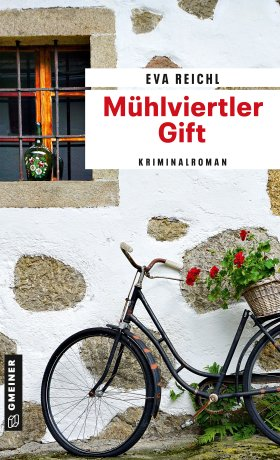 EVA REICHL
Mühlviertler
Gift
KRIMINALROMAN
GMEINER